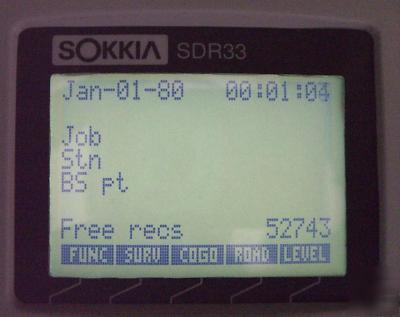 SOKKIA SDR33
Jan-01-80 00:01:04
Job
Stn
BS pt
Free recs 52743
FUNC SURV COGO ROAD LEVEL